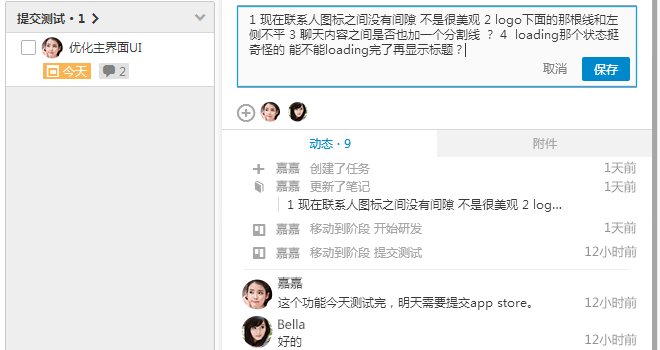 提交测试·1
优化主界面UI
今天
2
1 现在联系人图标之间没有间隙 不是很美观 2 logo下面的那根线和左
侧不平 3 聊天内容之间是否也加一个分割线 ？ 4 loading那个状态挺
奇怪的 能不能loading完了再显示标题？
取消
保存
动态·9
附件
嘉嘉 创建了任务 1天前
嘉嘉 更新了笔记 1天前
1 现在联系人图标之间没有间隙 不是很美观 2 log...
嘉嘉 移动到阶段 开始研发 1天前
嘉嘉 移动到阶段 提交测试 12小时前
嘉嘉
这个功能今天测试完，明天需要提交app store。 12小时前
Bella
好的 12小时前